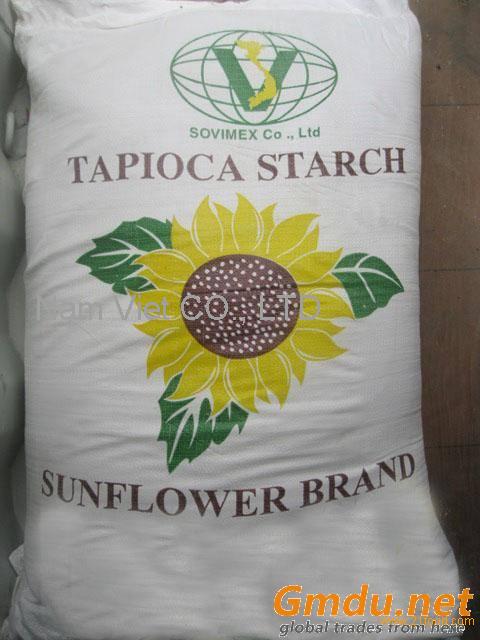 V
SOVIMEX Co ., Ltd
TAPIOCA STARCH
Nam Viet CO., LTD
SUNFLOWER BRAND
Gmdu.net
global trades from here